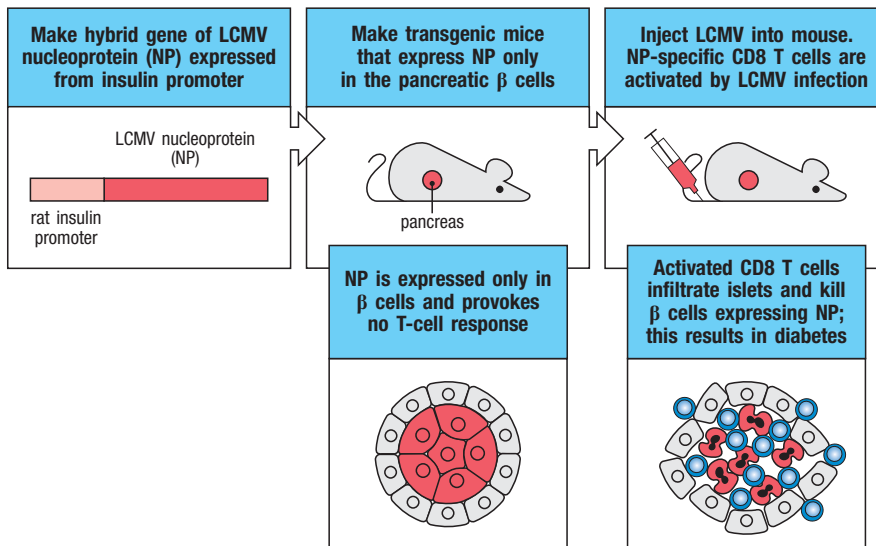 Make hybrid gene of LCMV
nucleoprotein (NP) expressed
from insulin promoter
LCMV nucleoprotein
(NP)
rat insulin
promoter
Make transgenic mice
that express NP only
in the pancreatic β cells
pancreas
Inject LCMV into mouse.
NP-specific CD8 T cells are
activated by LCMV infection
NP is expressed only in
β cells and provokes
no T-cell response
Activated CD8 T cells
infiltrate islets and kill
β cells expressing NP;
this results in diabetes